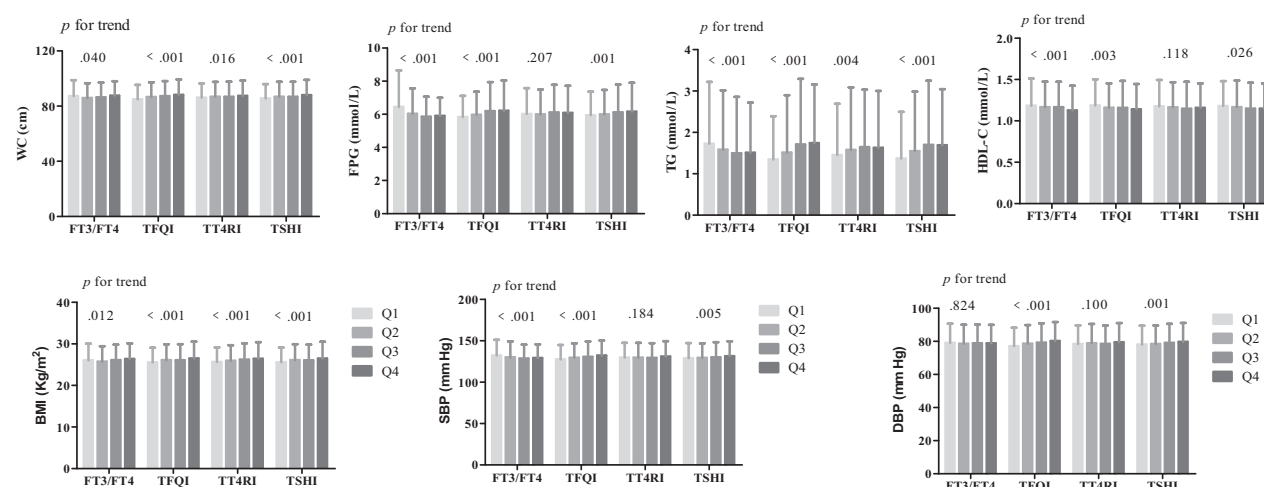 p for trend
.040 < .001 .016 < .001
120
80
40
0
WC (cm)
FT3/FT4 TFQI TT4RI TSHI
p for trend
< .001 < .001 .207 .001
10
8
6
4
2
0
FPG (mmol/L)
FT3/FT4 TFQI TT4RI TSHI
p for trend
< .001 < .001 .004 < .001
4
3
2
1
0
TG (mmol/L)
FT3/FT4 TFQI TT4RI TSHI
p for trend
< .001 .003 .118 .026
2.0
1.5
1.0
0.5
0.0
HDL-C (mmol/L)
FT3/FT4 TFQI TT4RI TSHI
p for trend
.012 < .001 < .001 < .001
40
30
20
10
0
BMI (Kg/m²)
FT3/FT4 TFQI TT4RI TSHI
Q1
Q2
Q3
Q4
p for trend
< .001 < .001 .184 .005
200
150
100
50
0
SBP (mm Hg)
FT3/FT4 TFQI TT4RI TSHI
Q1
Q2
Q3
Q4
p for trend
.824 < .001 .100 .001
100
80
60
40
20
0
DBP (mm Hg)
FT3/FT4 TFQI TT4RI TSHI
Q1
Q2
Q3
Q4